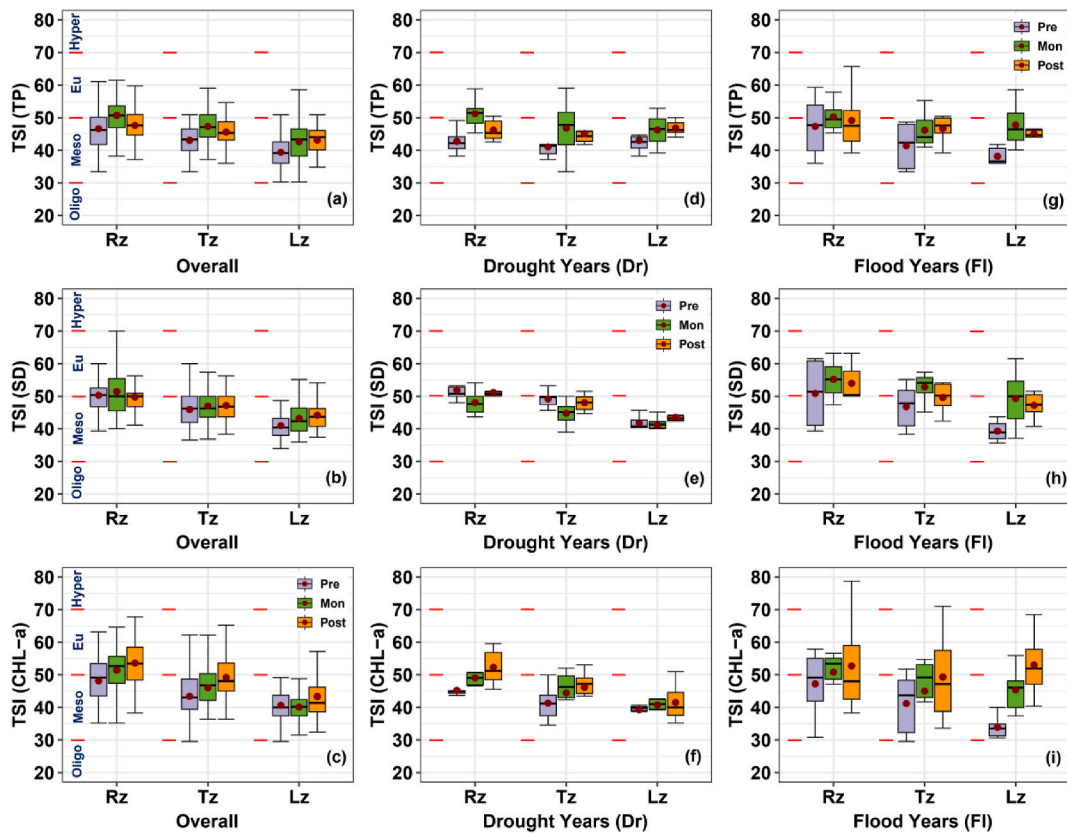 TSI (TP)
80
70
60
50
40
30
20
Hyper
Eu
Meso
Oligo
(a)
Rz
Tz
Lz
Overall
TSI (TP)
80
70
60
50
40
30
20
(d)
Rz
Tz
Lz
Drought Years (Dr)
TSI (TP)
80
70
60
50
40
30
20
Pre
Mon
Post
(g)
Rz
Tz
Lz
Flood Years (Fl)
TSI (SD)
80
70
60
50
40
30
20
Hyper
Eu
Meso
Oligo
(b)
Rz
Tz
Lz
Overall
TSI (SD)
80
70
60
50
40
30
20
Pre
Mon
Post
(e)
Rz
Tz
Lz
Drought Years (Dr)
TSI (SD)
80
70
60
50
40
30
20
(h)
Rz
Tz
Lz
Flood Years (Fl)
TSI (CHL−a)
80
70
60
50
40
30
20
Hyper
Eu
Meso
Oligo
Pre
Mon
Post
(c)
Rz
Tz
Lz
Overall
TSI (CHL−a)
80
70
60
50
40
30
20
(f)
Rz
Tz
Lz
Drought Years (Dr)
TSI (CHL−a)
80
70
60
50
40
30
20
(i)
Rz
Tz
Lz
Flood Years (Fl)